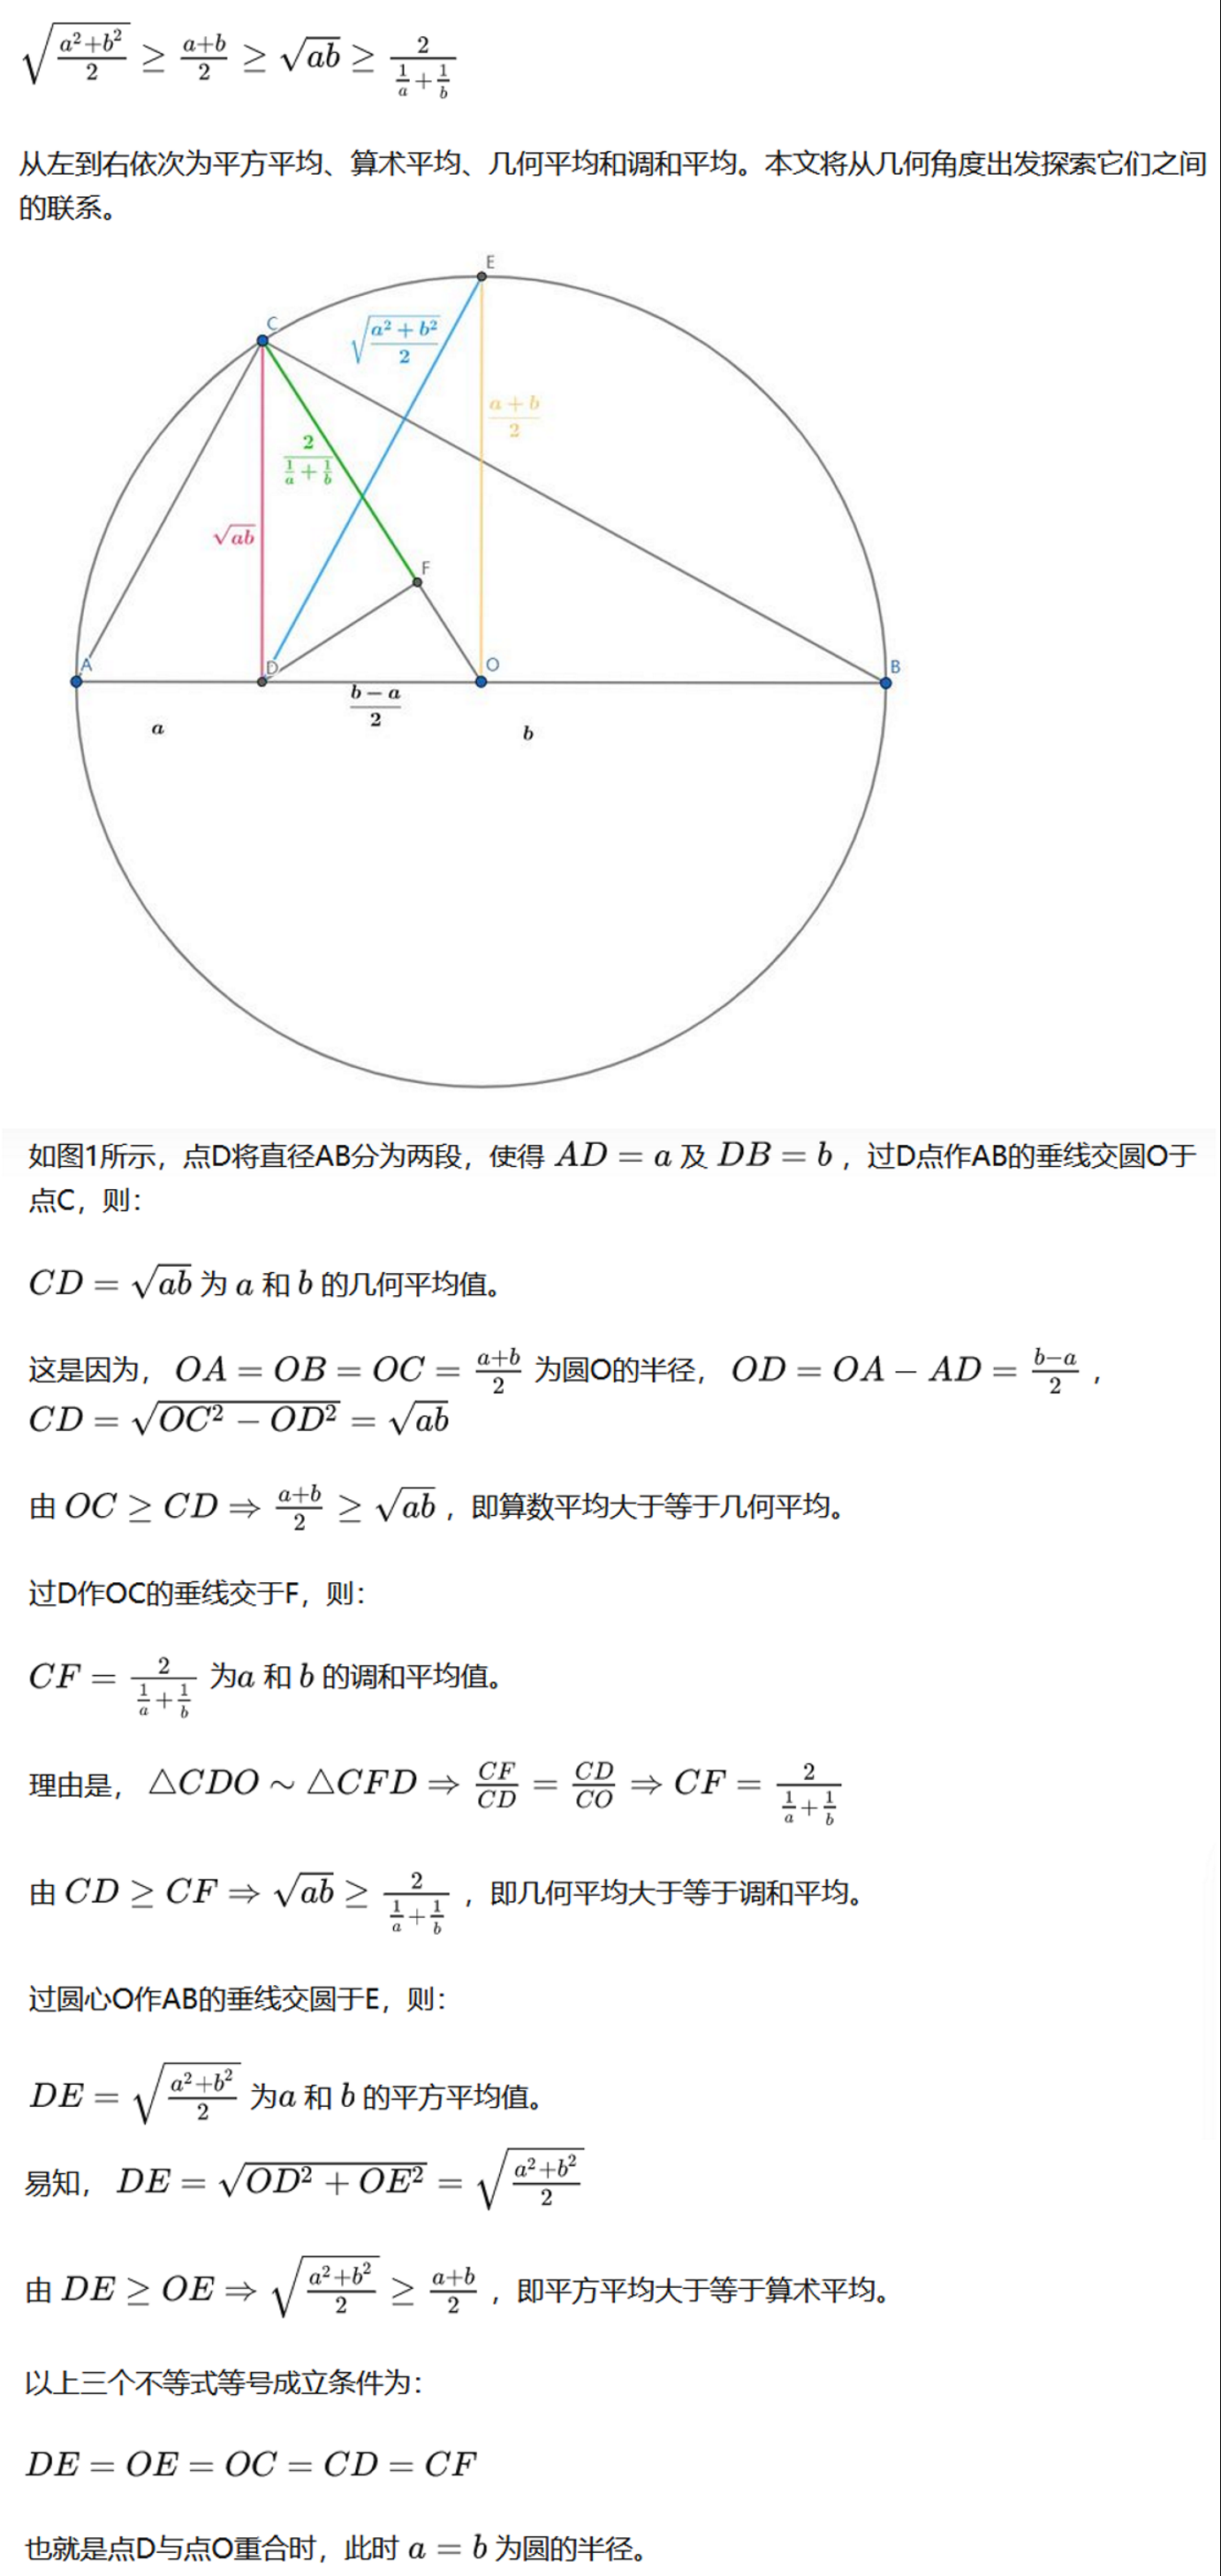 $\sqrt{\frac{a^2+b^2}{2}} \geq \frac{a+b}{2} \geq \sqrt{ab} \geq \frac{2}{\frac{1}{a}+\frac{1}{b}}$
从左到右依次为平方平均、算术平均、几何平均和调和平均。本文将从几何角度出发探索它们之间
的联系。
E
C
$\sqrt{\frac{a^2+b^2}{2}}$
$\frac{a+b}{2}$
$\frac{2}{\frac{1}{a}+\frac{1}{b}}$
$\sqrt{ab}$
F
A
D
O
B
$\frac{b-a}{2}$
a
b
如图1所示，点D将直径AB分为两段，使得 $AD = a$ 及 $DB = b$ ，过D点作AB的垂线交圆O于
点C，则：
$CD = \sqrt{ab}$ 为 $a$ 和 $b$ 的几何平均值。
这是因为， $OA = OB = OC = \frac{a+b}{2}$ 为圆O的半径， $OD = OA - AD = \frac{b-a}{2}$ ，
$CD = \sqrt{OC^2 - OD^2} = \sqrt{ab}$
由 $OC \geq CD \Rightarrow \frac{a+b}{2} \geq \sqrt{ab}$ ，即算数平均大于等于几何平均。
过D作OC的垂线交于F，则：
$CF = \frac{2}{\frac{1}{a}+\frac{1}{b}}$ 为$a$ 和 $b$ 的调和平均值。
理由是， $\triangle CDO \sim \triangle CFD \Rightarrow \frac{CF}{CD} = \frac{CD}{CO} \Rightarrow CF = \frac{2}{\frac{1}{a}+\frac{1}{b}}$
由 $CD \geq CF \Rightarrow \sqrt{ab} \geq \frac{2}{\frac{1}{a}+\frac{1}{b}}$ ，即几何平均大于等于调和平均。
过圆心O作AB的垂线交圆于E，则：
$DE = \sqrt{\frac{a^2+b^2}{2}}$ 为$a$ 和 $b$ 的平方平均值。
易知， $DE = \sqrt{OD^2 + OE^2} = \sqrt{\frac{a^2+b^2}{2}}$
由 $DE \geq OE \Rightarrow \sqrt{\frac{a^2+b^2}{2}} \geq \frac{a+b}{2}$ ，即平方平均大于等于算术平均。
以上三个不等式等号成立条件为：
$DE = OE = OC = CD = CF$
也就是点D与点O重合时，此时 $a = b$ 为圆的半径。